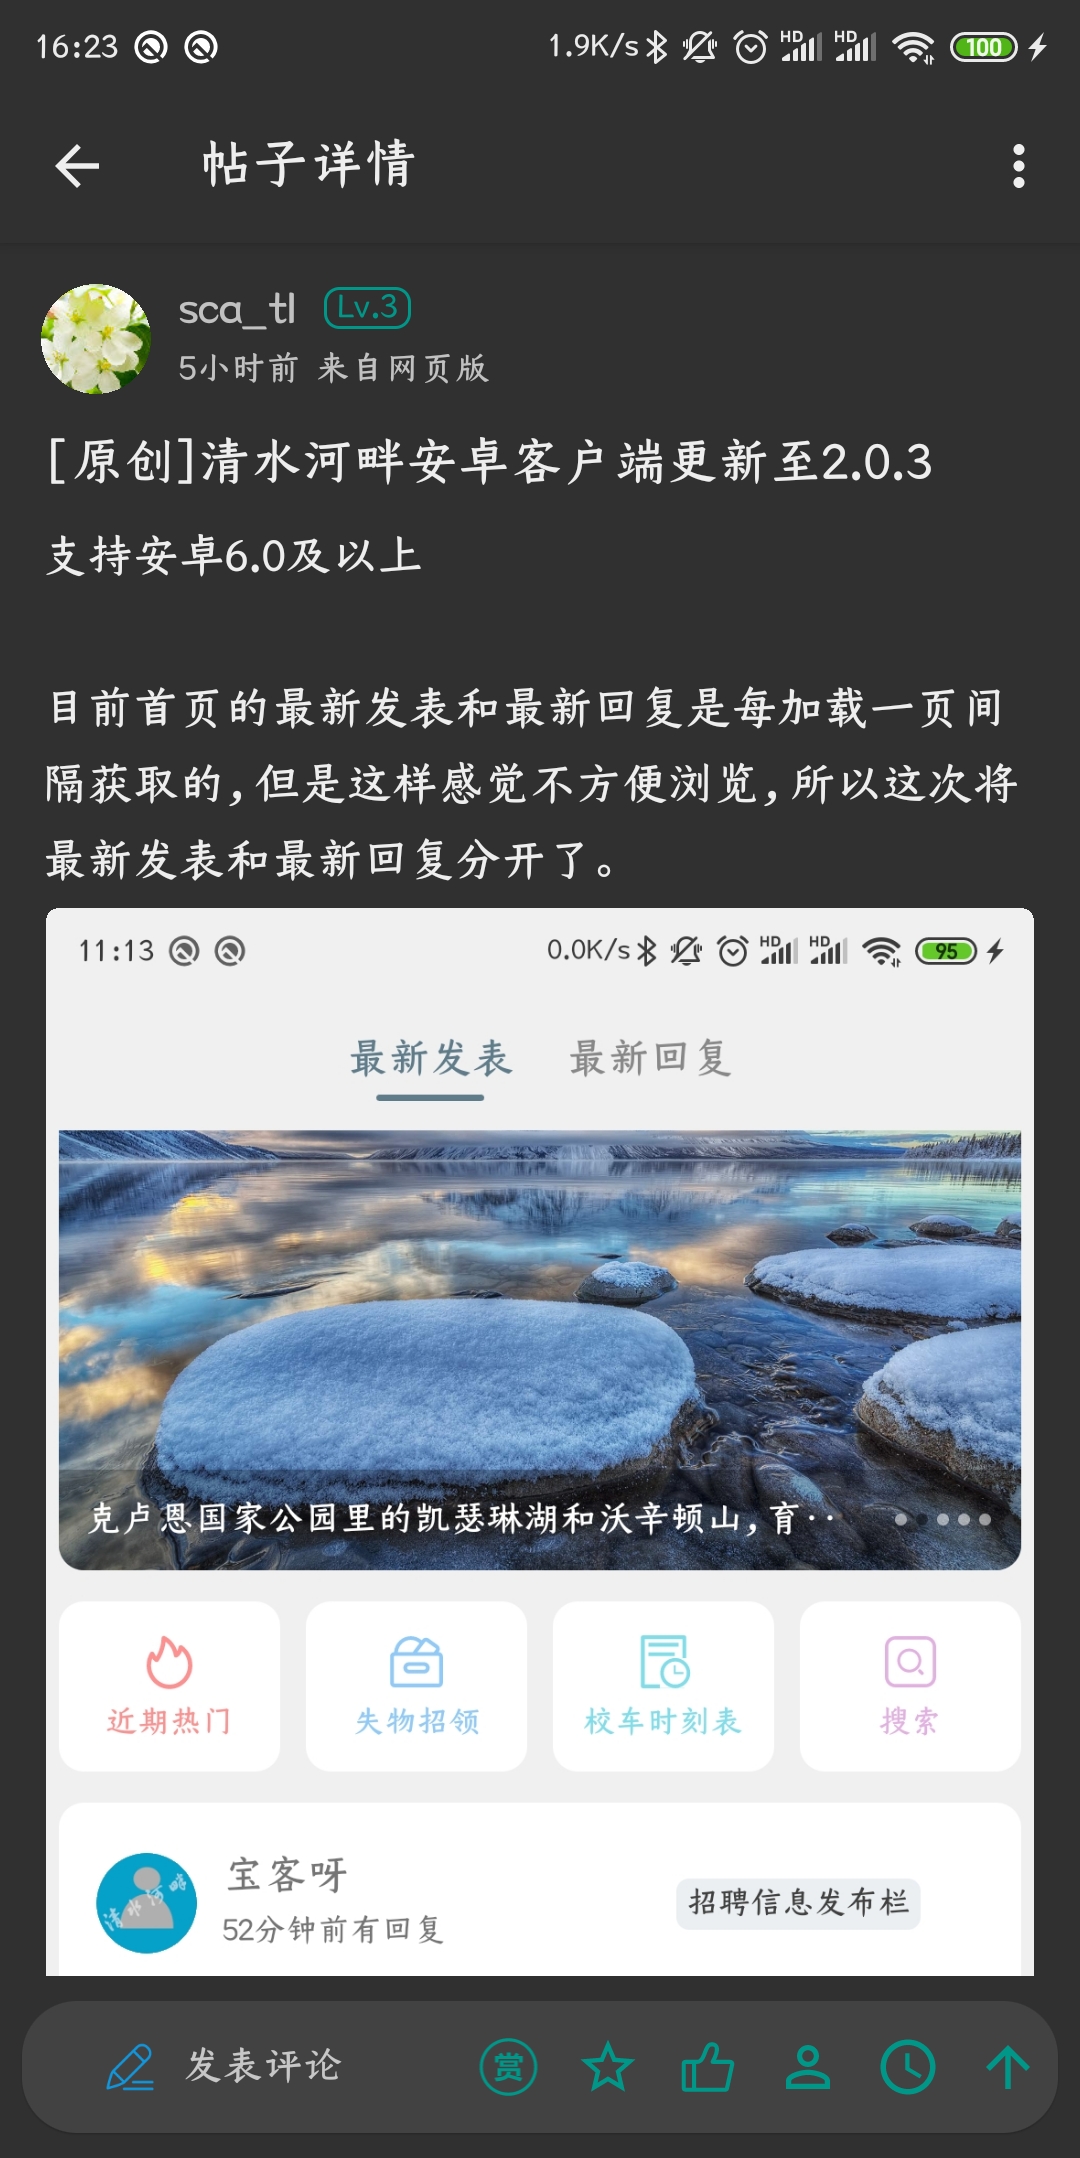 16:23 1.9K/s HD HD 100
帖子详情
sca_tl Lv.3
5小时前 来自网页版
[原创]清水河畔安卓客户端更新至2.0.3
支持安卓6.0及以上
目前首页的最新发表和最新回复是每加载一页间
隔获取的,但是这样感觉不方便浏览,所以这次将
最新发表和最新回复分开了。
11:13 0.0K/s HD HD 95
最新发表 最新回复
克卢恩国家公园里的凯瑟琳湖和沃辛顿山,育··
近期热门 失物招领 校车时刻表 搜索
清水河畔
宝客呀
52分钟前有回复
招聘信息发布栏
发表评论 赏